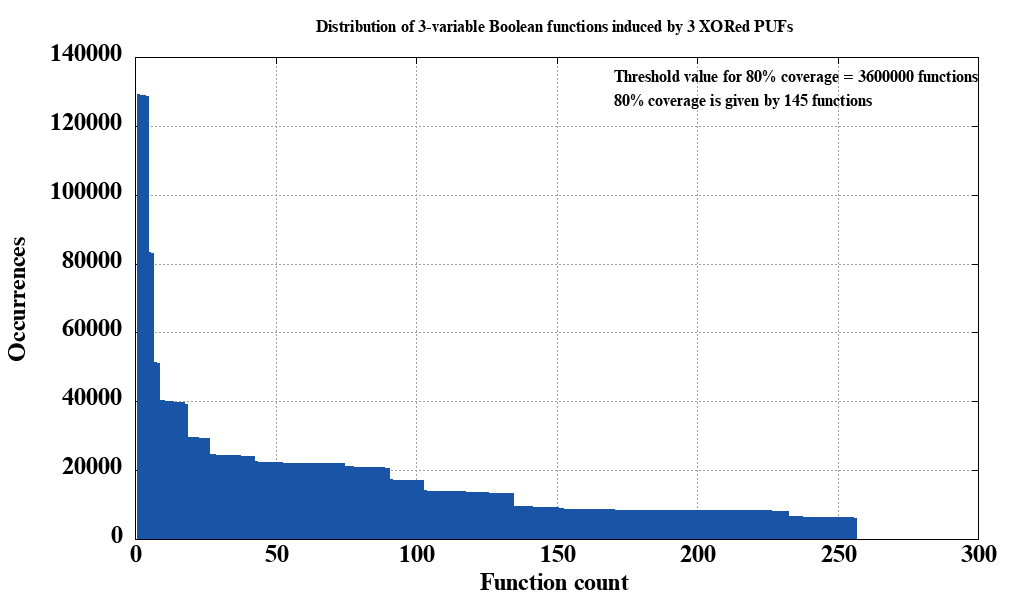 Distribution of 3-variable Boolean functions induced by 3 XORed PUFs
140000
Threshold value for 80% coverage = 3600000 functions
80% coverage is given by 145 functions
120000
100000
80000
60000
40000
20000
0
Occurrences
0 50 100 150 200 250 300
Function count